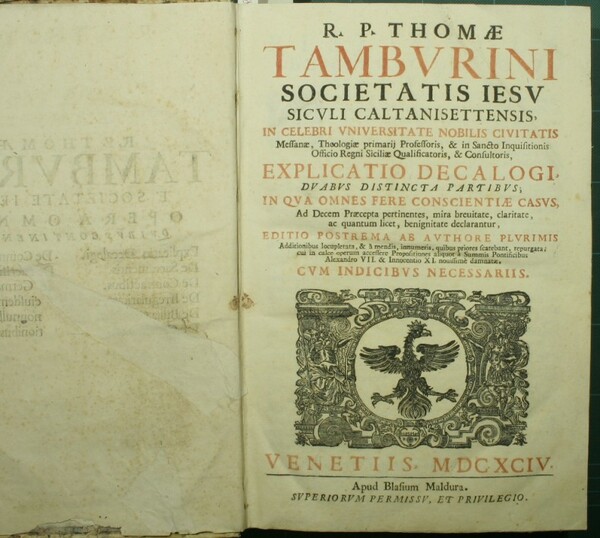 R. P. THOMÆ
TAMBVRINI
SOCIETATIS IESV
SICVLI CALTANISETTENSIS,
IN CELEBRI VNIVERSITATE NOBILIS CIVITATIS
Messanæ, Theologiæ primarij Professoris, & in Sancto Inquisitionis
Officio Regni Siciliæ Qualificatoris, & Consultoris,
EXPLICATIO DECALOGI,
DVABVS DISTINCTA PARTIBVS;
IN QVA OMNES FERE CONSCIENTIÆ CASVS,
Ad Decem Præcepta pertinentes, mira breuitate, claritate,
ac quantum licet, benignitate declarantur,
EDITIO POSTREMA AB AVTHORE PLVRIMIS
Additionibus locupletata, & à mendis, innumeris, quibus priores scatebant, repurgata;
cui in calce operum accessere Propositiones aliquot à Summis Pontificibus
Alexandro VII. & Innocentio XI. nouissimè damnatæ.
CVM INDICIBVS NECESSARIIS.
VENETIIS. MDCXCIV.
Apud Blasium Maldura.
SVPERIORVM PERMISSV, ET PRIVILEGIO.